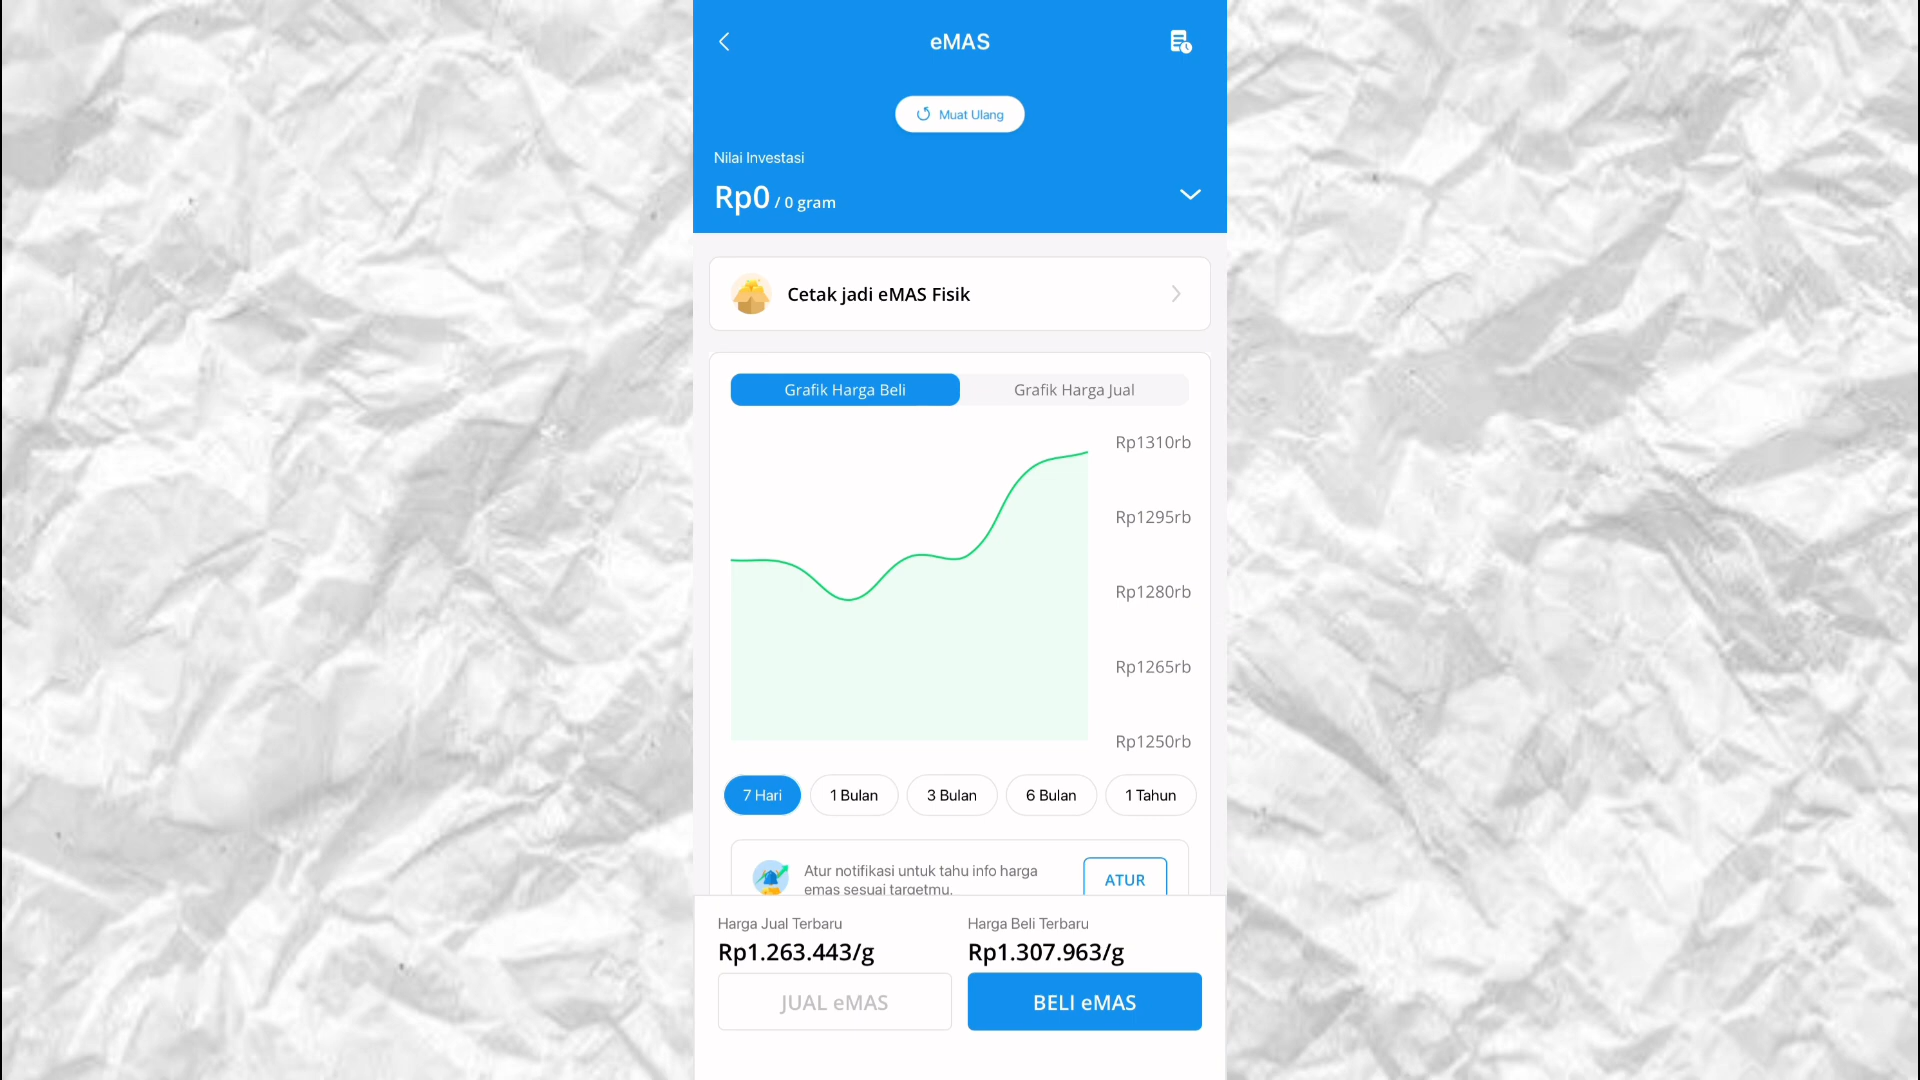 eMAS
Muat Ulang
Nilai Investasi
Rp0 / 0 gram
Cetak jadi eMAS Fisik
Grafik Harga Beli
Grafik Harga Jual
Rp1310rb
Rp1295rb
Rp1280rb
Rp1265rb
Rp1250rb
7 Hari
1 Bulan
3 Bulan
6 Bulan
1 Tahun
Atur notifikasi untuk tahu info harga
emas sesuai targetmu.
ATUR
Harga Jual Terbaru
Rp1.263.443/g
JUAL eMAS
Harga Beli Terbaru
Rp1.307.963/g
BELI eMAS